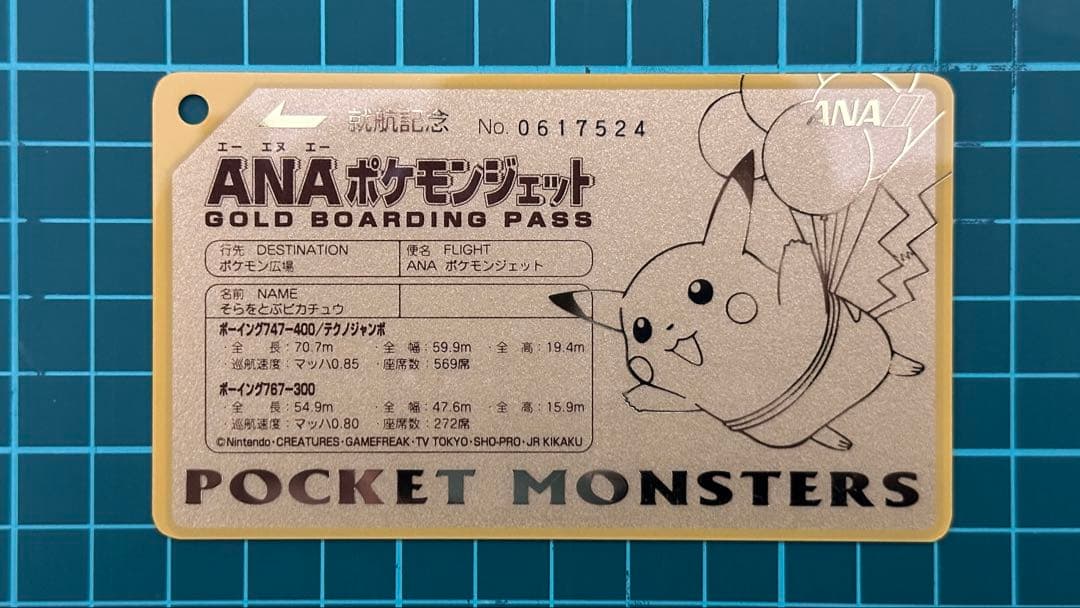 就航記念 No. 0617524
ANA
エー エヌ エー
ANAポケモンジェット
GOLD BOARDING PASS
行先 DESTINATION
ポケモン広場
便名 FLIGHT
ANA ポケモンジェット
名前 NAME
そらをとぶピカチュウ
ボーイング747-400/テクノジャンボ
・全 長:70.7m ・全 幅:59.9m ・全 高:19.4m
・巡航速度:マッハ0.85 ・座席数:569席
ボーイング767-300
・全 長:54.9m ・全 幅:47.6m ・全 高:15.9m
・巡航速度:マッハ0.80 ・座席数:272席
©Nintendo・CREATURES・GAMEFREAK・TV TOKYO・SHO-PRO・JR KIKAKU
POCKET MONSTERS